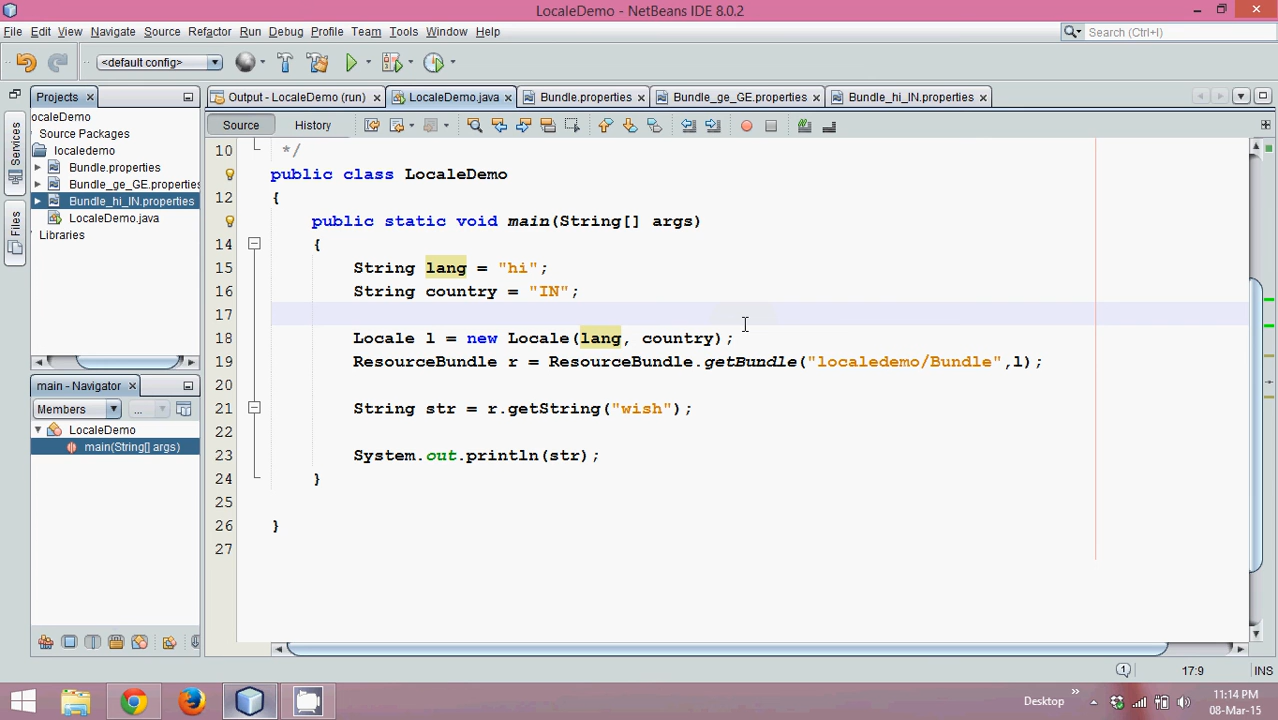 LocaleDemo - NetBeans IDE 8.0.2
File Edit View Navigate Source Refactor Run Debug Profile Team Tools Window Help
Search (Ctrl+I)
<default config>
Projects
Output - LocaleDemo (run) LocaleDemo.java Bundle.properties Bundle_ge_GE.properties Bundle_hi_IN.properties
Services
Files
ocaleDemo
Source Packages
localedemo
Bundle.properties
Bundle_ge_GE.properties
Bundle_hi_IN.properties
LocaleDemo.java
Libraries
main - Navigator
Members
...
LocaleDemo
main(String[] args)
Source History
10 */
public class LocaleDemo
12 {
public static void main(String[] args)
14 {
15 String lang = "hi";
16 String country = "IN";
17
18 Locale l = new Locale(lang, country);
19 ResourceBundle r = ResourceBundle.getBundle("localedemo/Bundle",l);
20
21 String str = r.getString("wish");
22
23 System.out.println(str);
24 }
25
26 }
27
1
17:9
INS
Desktop
11:14 PM
08-Mar-15